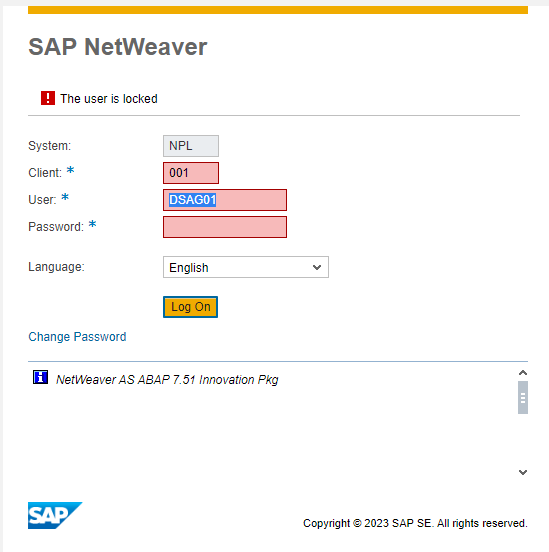 SAP NetWeaver
The user is locked
System: NPL
Client: * 001
User: * DSAG01
Password: *
Language: English
Log On
Change Password
NetWeaver AS ABAP 7.51 Innovation Pkg
SAP
Copyright © 2023 SAP SE. All rights reserved.